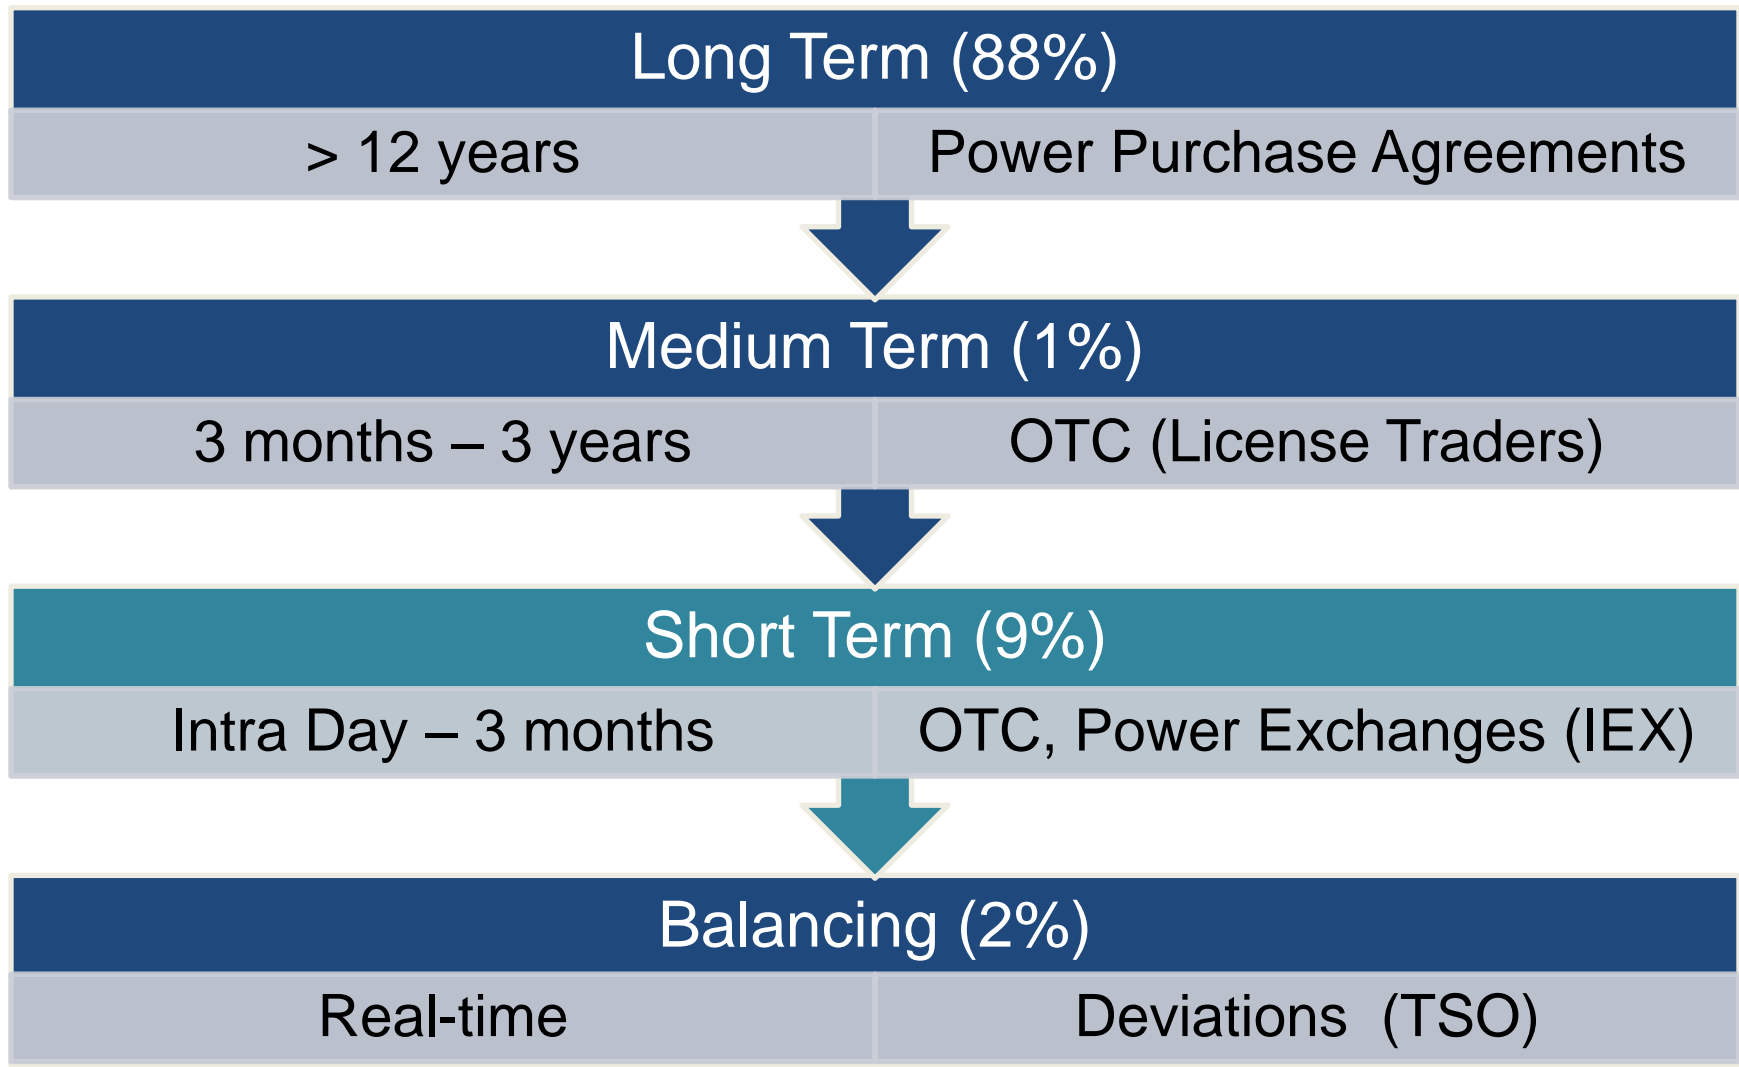 Long Term (88%)
> 12 years
Power Purchase Agreements
Medium Term (1%)
3 months – 3 years
OTC (License Traders)
Short Term (9%)
Intra Day – 3 months
OTC, Power Exchanges (IEX)
Balancing (2%)
Real-time
Deviations  (TSO)